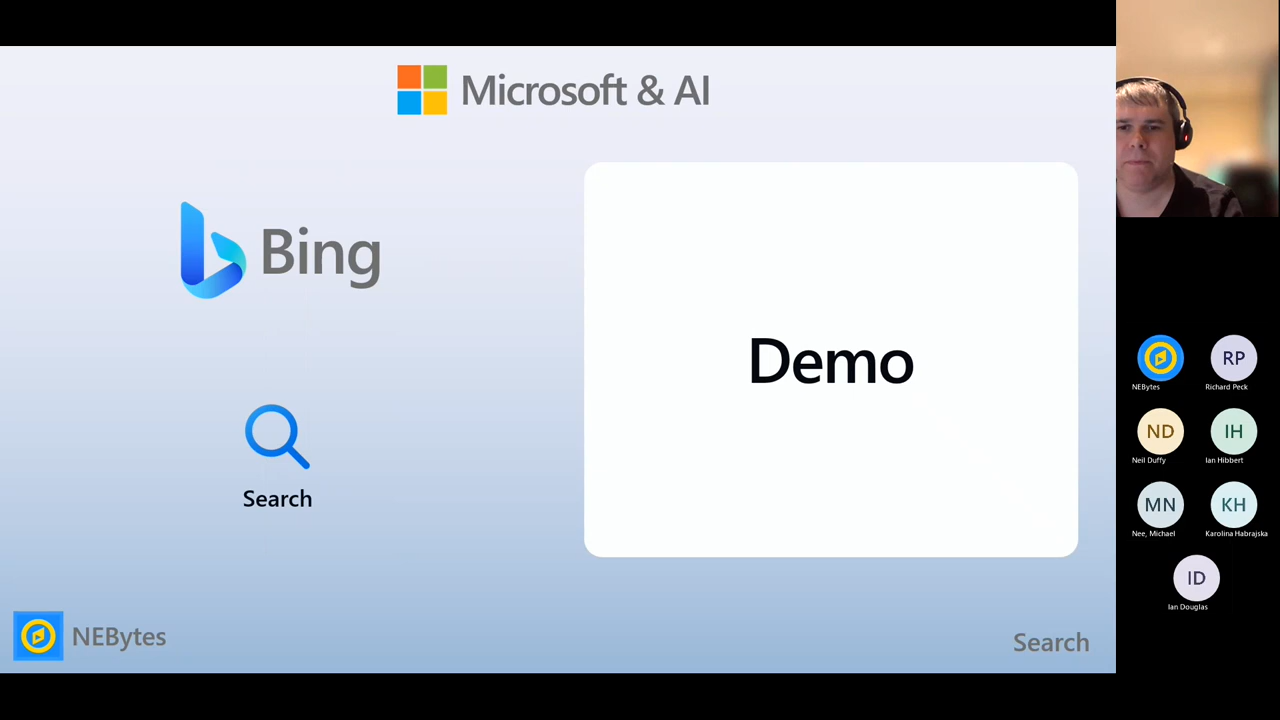 Microsoft & AI
Bing
Demo
Search
NEBytes
Search
NEBytes
RP
Richard Peck
ND
Neil Duffy
IH
Ian Hibbert
MN
Nee, Michael
KH
Karolina Habrajska
ID
Ian Douglas